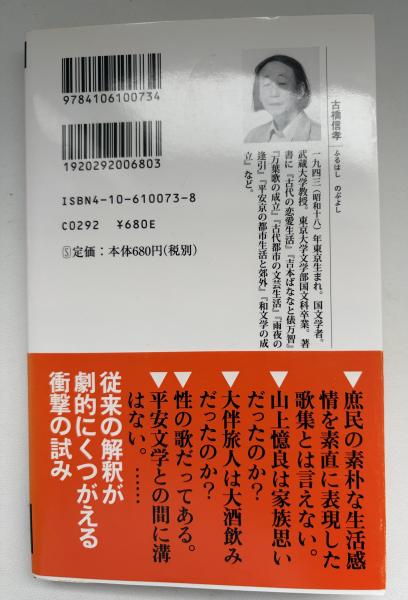 9784106100734
1920292006803
ISBN4-10-610073-8
C0292 ¥680E
Ⓢ定価：本体680円(税別)
古橋信孝
ふるはし のぶよし
一九四三(昭和十八)年東京生まれ。国文学者。
武蔵大学教授。東京大学文学部国文科卒業。著
書に『古代の恋愛生活』『吉本ばななと俵万智』
『万葉歌の成立』『古代都市の文芸生活』『雨夜の
逢引』『平安京の都市生活と郊外』『和文学の成
立』など。
▼庶民の素朴な生活感
情を素直に表現した
歌集とは言えない。
▼山上憶良は家族思い
だったのか？
▼大伴旅人は大酒飲み
だったのか？
▼性の歌だってある。
▼平安文学との間に溝
はない。………
従来の解釈が
劇的にくつがえる
衝撃の試み